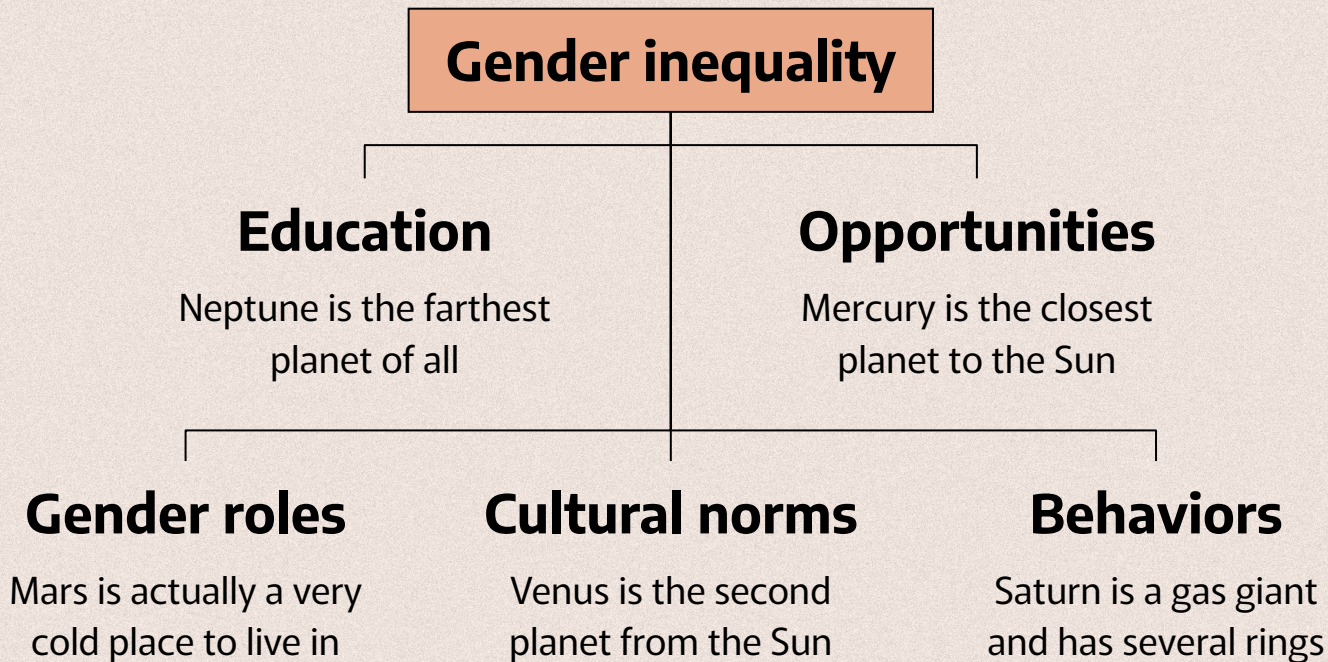 Gender inequality
Education
Neptune is the farthest
planet of all
Opportunities
Mercury is the closest
planet to the Sun
Gender roles
Mars is actually a very
cold place to live in
Cultural norms
Venus is the second
planet from the Sun
Behaviors
Saturn is a gas giant
and has several rings